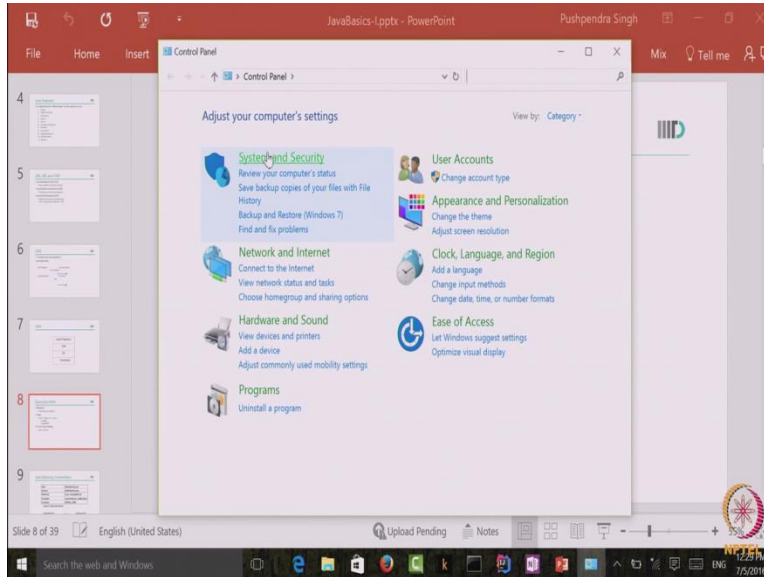 JavaBasics-I.pptx - PowerPoint
Pushpendra Singh
File Home Insert
Mix Tell me
Control Panel
Control Panel
Adjust your computer's settings
View by: Category
System and Security
Review your computer's status
Save backup copies of your files with File
History
Backup and Restore (Windows 7)
Find and fix problems
Network and Internet
Connect to the Internet
View network status and tasks
Choose homegroup and sharing options
Hardware and Sound
View devices and printers
Add a device
Adjust commonly used mobility settings
Programs
Uninstall a program
User Accounts
Change account type
Appearance and Personalization
Change the theme
Adjust screen resolution
Clock, Language, and Region
Add a language
Change input methods
Change date, time, or number formats
Ease of Access
Let Windows suggest settings
Optimize visual display
IIITD
4
5
6
7
8
9
Slide 8 of 39 English (United States)
Upload Pending Notes
NPTEL
Search the web and Windows
ENG
12:29 PM
7/5/2016